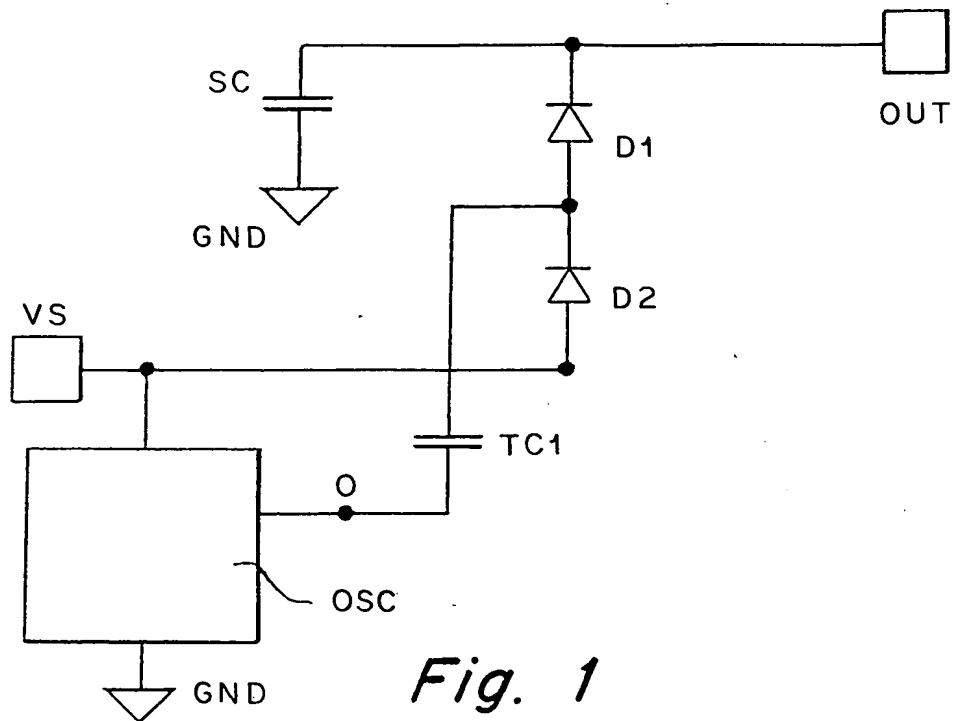 SC
OUT
D1
GND
D2
VS
TC1
O
OSC
GND
Fig. 1